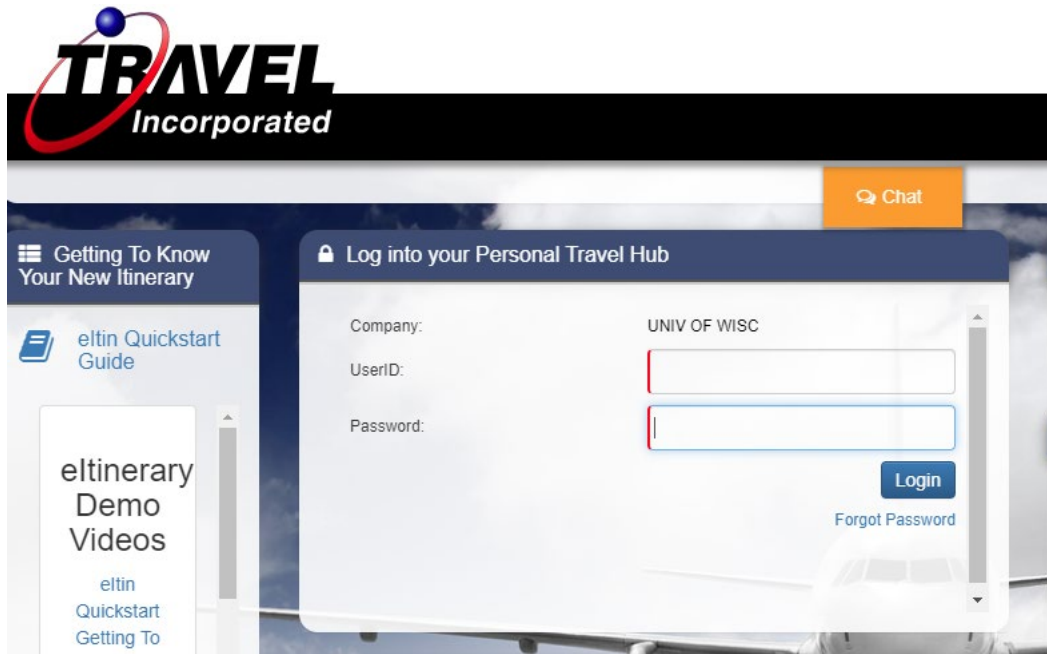 TRAVEL
Incorporated
Chat
Getting To Know
Your New Itinerary
eItin Quickstart
Guide
eItinerary
Demo
Videos
eItin
Quickstart
Getting To
Log into your Personal Travel Hub
Company:
UNIV OF WISC
UserID:
Password:
Login
Forgot Password